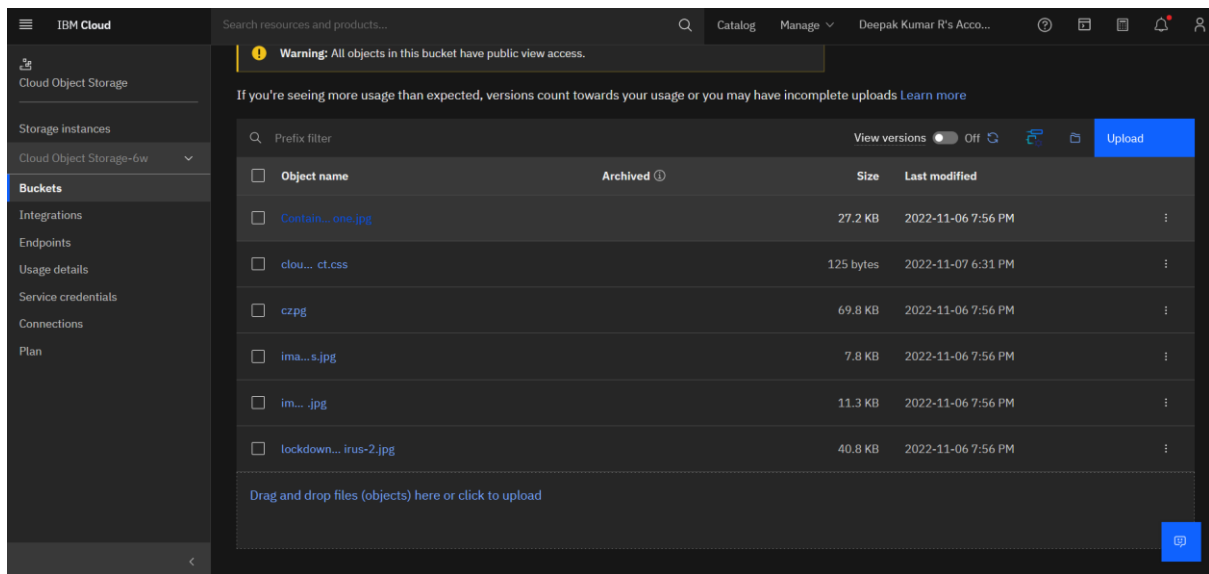 IBM Cloud Search resources and products... Catalog Manage Deepak Kumar R's Acco...
Cloud Object Storage
Storage instances
Cloud Object Storage-6w
Buckets
Integrations
Endpoints
Usage details
Service credentials
Connections
Plan
Warning: All objects in this bucket have public view access.
If you're seeing more usage than expected, versions count towards your usage or you may have incomplete uploads Learn more
Prefix filter View versions Off Upload
Object name Archived Size Last modified
Contain... one.jpg 27.2 KB 2022-11-06 7:56 PM
clou... ct.css 125 bytes 2022-11-07 6:31 PM
czpg 69.8 KB 2022-11-06 7:56 PM
ima...s.jpg 7.8 KB 2022-11-06 7:56 PM
im... .jpg 11.3 KB 2022-11-06 7:56 PM
lockdown... irus-2.jpg 40.8 KB 2022-11-06 7:56 PM
Drag and drop files (objects) here or click to upload